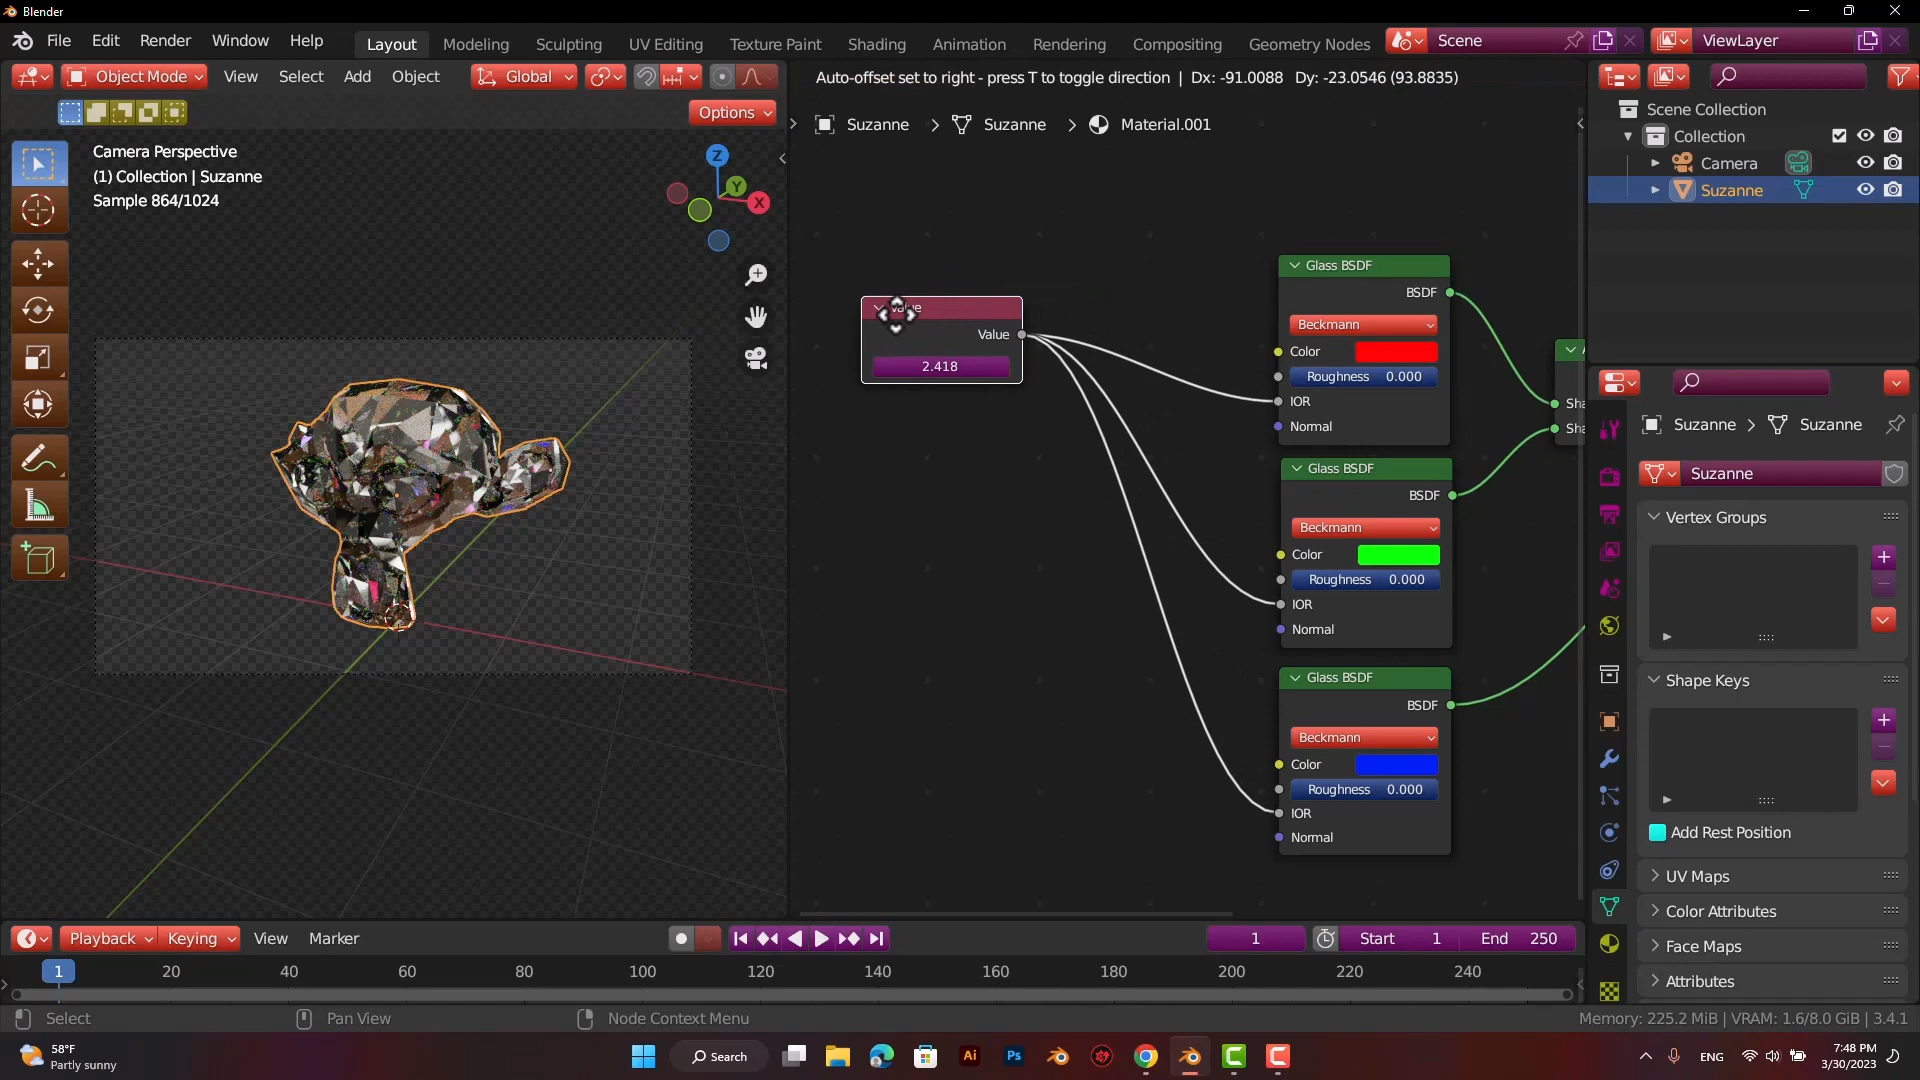 Blender
File Edit Render Window Help
Layout Modeling Sculpting UV Editing Texture Paint Shading Animation Rendering Compositing Geometry Nodes
Scene
ViewLayer
Object Mode View Select Add Object Global
Options
Auto-offset set to right - press T to toggle direction | Dx: -91.0088 Dy: -23.0546 (93.8835)
Suzanne > Suzanne > Material.001
Camera Perspective
(1) Collection | Suzanne
Sample 864/1024
Z
Y
X
Value
2.418
Glass BSDF
BSDF
Beckmann
Color
Roughness 0.000
IOR
Normal
Glass BSDF
BSDF
Beckmann
Color
Roughness 0.000
IOR
Normal
Glass BSDF
BSDF
Beckmann
Color
Roughness 0.000
IOR
Normal
Sha
Sha
Scene Collection
Collection
Camera
Suzanne
Suzanne > Suzanne
Suzanne
Vertex Groups
Shape Keys
Add Rest Position
UV Maps
Color Attributes
Face Maps
Attributes
Playback Keying View Marker
1
Start 1
End 250
1 20 40 60 80 100 120 140 160 180 200 220 240
Select
Pan View
Node Context Menu
Memory: 225.2 MiB | VRAM: 1.6/8.0 GiB | 3.4.1
58°F
Partly sunny
Search
Ai
Ps
ENG
7:48 PM
3/30/2023